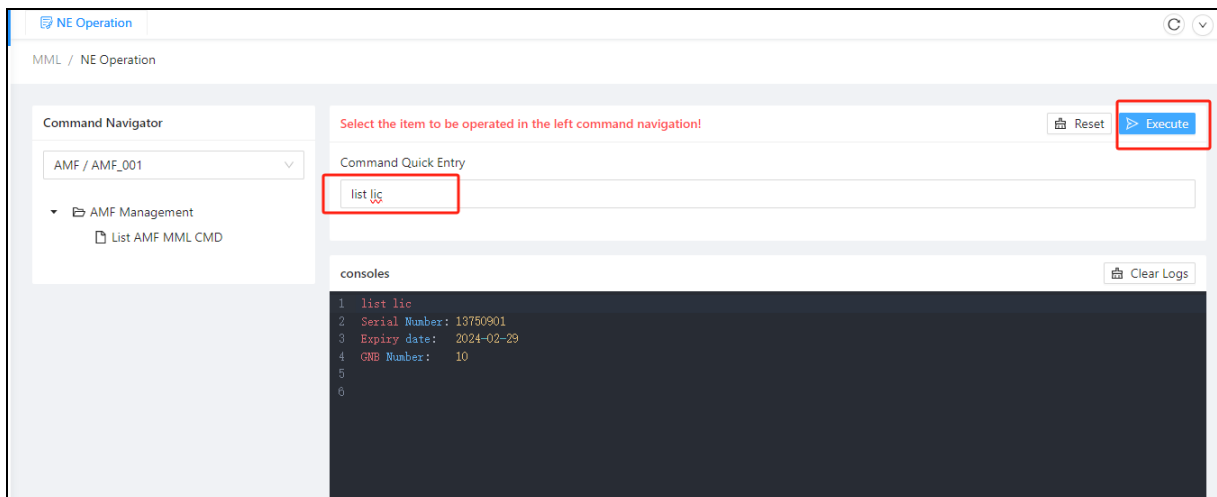 NE Operation
MML / NE Operation
Command Navigator
AMF / AMF_001
AMF Management
List AMF MML CMD
Select the item to be operated in the left command navigation!
Reset
Execute
Command Quick Entry
list lic
consoles
Clear Logs
1 list lic
2 Serial Number: 13750901
3 Expiry date: 2024-02-29
4 GNB Number: 10
5
6